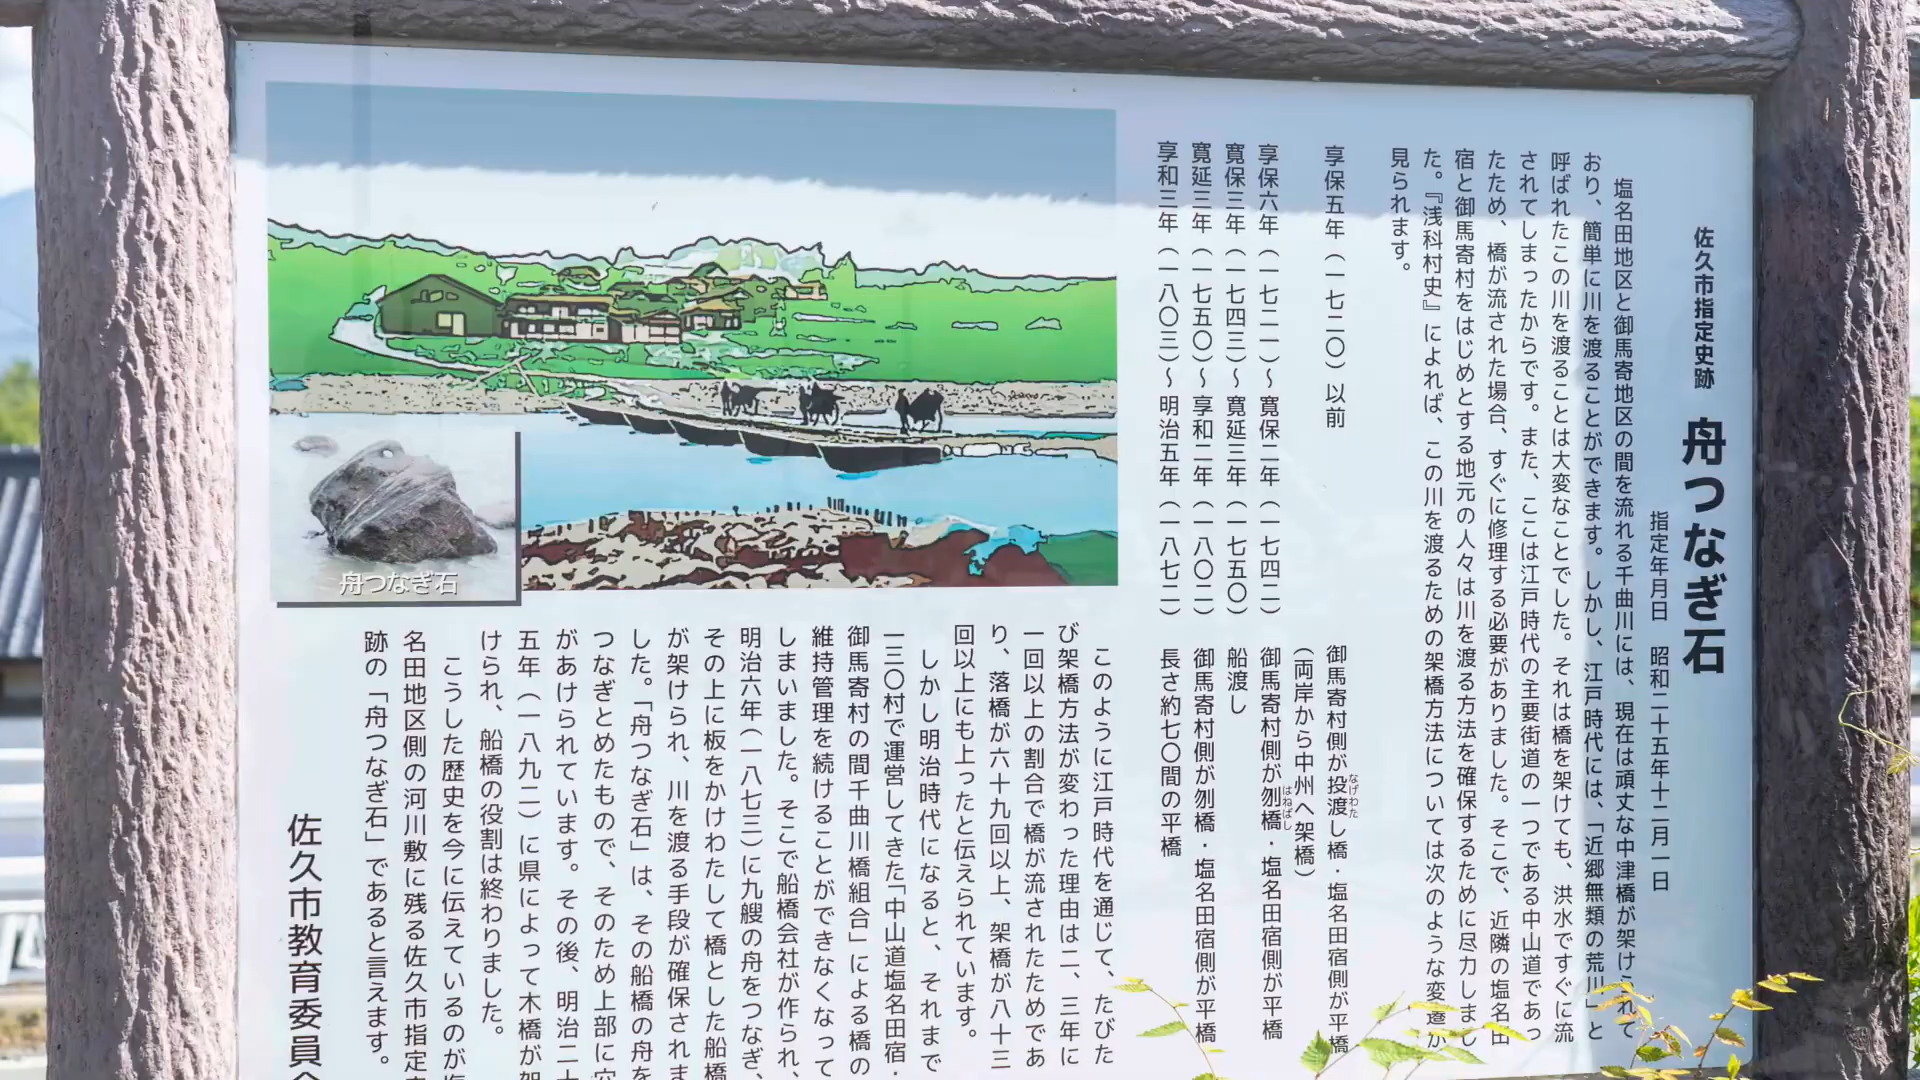 佐久市指定史跡 舟つなぎ石
指定年月日 昭和二十五年十二月一日
塩名田地区と御馬寄地区の間を流れる千曲川には、現在は頑丈な中津橋が架けられて
おり、簡単に川を渡ることができます。しかし、江戸時代には、「近郷無類の荒川」と
呼ばれたこの川を渡ることは大変なことでした。それは橋を架けても、洪水ですぐに流
されてしまったからです。また、ここは江戸時代の主要街道の一つである中山道であっ
たため、橋が流された場合、すぐに修理する必要がありました。そこで、近隣の塩名田
宿と御馬寄村をはじめとする地元の人々は川を渡る方法を確保するために尽力しまし
た。『浅科村史』によれば、この川を渡るための架橋方法については次のような変遷が
見られます。
享保五年(一七二〇)以前 御馬寄村側が投渡し橋・塩名田宿側が平橋
なげわた
(両岸から中州へ架橋)
享保六年(一七二一)～寛保二年(一七四二) 御馬寄村側が刎橋・塩名田宿側が平橋
はねばし
寛保三年(一七四三)～寛延三年(一七五〇) 船渡し
寛延三年(一七五〇)～享和二年(一八〇二) 御馬寄村側が刎橋・塩名田宿側が平橋
享和三年(一八〇三)～明治五年(一八七二) 長さ約七〇間の平橋
このように江戸時代を通じて、たびた
び架橋方法が変わった理由は二、三年に
一回以上の割合で橋が流されたためであ
り、落橋が六十九回以上、架橋が八十三
回以上にも上ったと伝えられています。
しかし明治時代になると、それまで
一三〇村で運営してきた「中山道塩名田宿・
御馬寄村の間千曲川橋組合」による橋の
維持管理を続けることができなくなって
しまいました。そこで船橋会社が作られ、
明治六年(一八七三)に九艘の舟をつなぎ、
その上に板をかけわたして橋とした船橋
が架けられ、川を渡る手段が確保されま
した。「舟つなぎ石」は、その船橋の舟を
つなぎとめたもので、そのため上部に穴
があけられています。その後、明治二十
五年(一八九二)に県によって木橋が架
けられ、船橋の役割は終わりました。
こうした歴史を今に伝えているのが塩
名田地区側の河川敷に残る佐久市指定史
跡の「舟つなぎ石」であると言えます。
佐久市教育委員会
舟つなぎ石